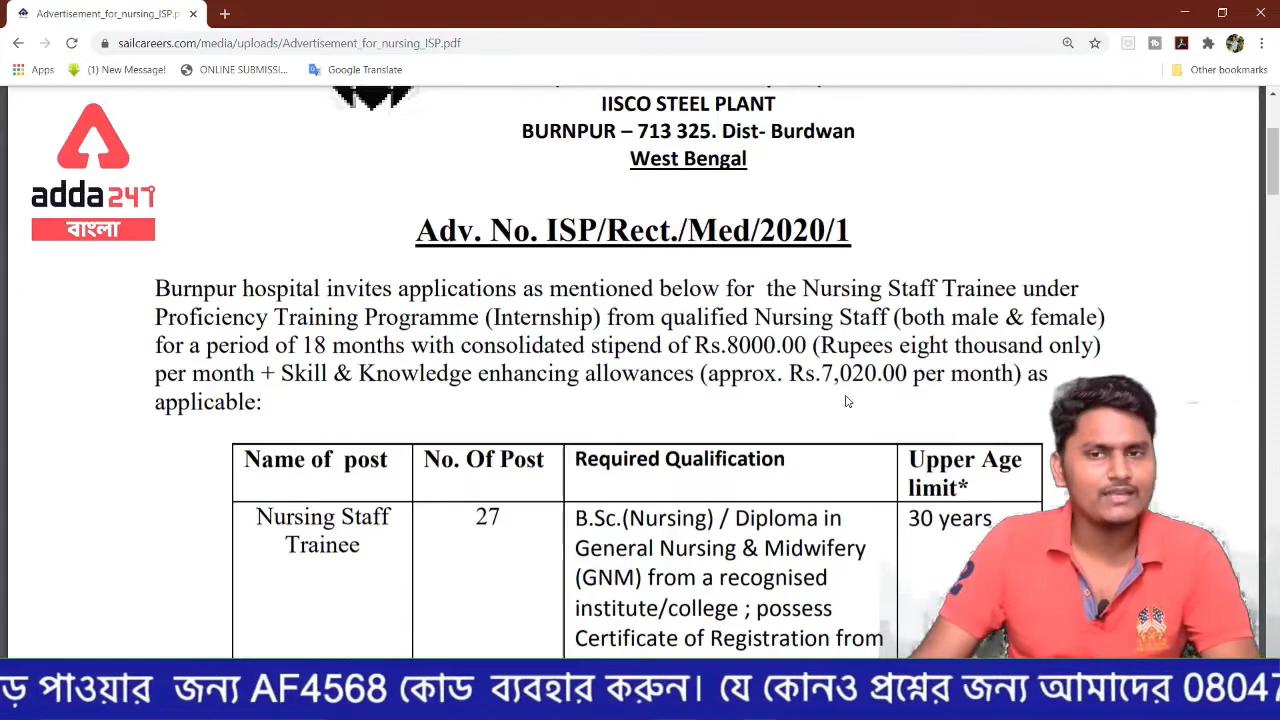 Advertisement_for_nursing_ISP.p
sailcareers.com/media/uploads/Advertisement_for_nursing_ISP.pdf
Apps
(1) New Message!
ONLINE SUBMISSI...
Google Translate
Other bookmarks
adda247
বাংলা
IISCO STEEL PLANT
BURNPUR – 713 325. Dist- Burdwan
West Bengal
Adv. No. ISP/Rect./Med/2020/1
Burnpur hospital invites applications as mentioned below for the Nursing Staff Trainee under
Proficiency Training Programme (Internship) from qualified Nursing Staff (both male & female)
for a period of 18 months with consolidated stipend of Rs.8000.00 (Rupees eight thousand only)
per month + Skill & Knowledge enhancing allowances (approx. Rs.7,020.00 per month) as
applicable:
Name of post
No. Of Post
Required Qualification
Upper Age
limit*
Nursing Staff
Trainee
27
B.Sc.(Nursing) / Diploma in
General Nursing & Midwifery
(GNM) from a recognised
institute/college ; possess
Certificate of Registration from
30 years
2
ড় পাওয়ার জন্য AF4568 কোড ব্যবহার করুন। যে কোনও প্রশ্নের জন্য আমাদের 08047